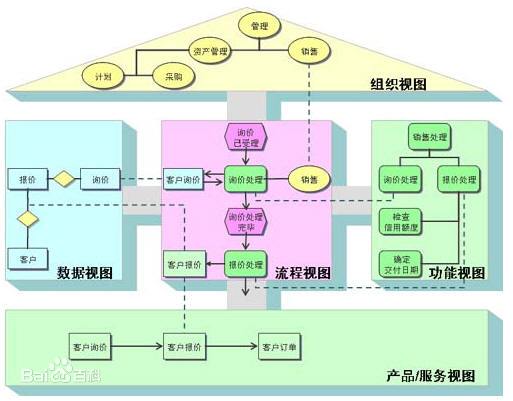 管理
资产管理
销售
计划
采购
组织视图
报价
询价
客户
数据视图
询价
已受理
客户询价
询价处理
销售
询价处理
完毕
客户报价
报价处理
流程视图
销售处理
询价处理
报价处理
检查
信用额度
确定
交付日期
功能视图
客户询价
客户报价
客户订单
产品/服务视图
Baidu百科